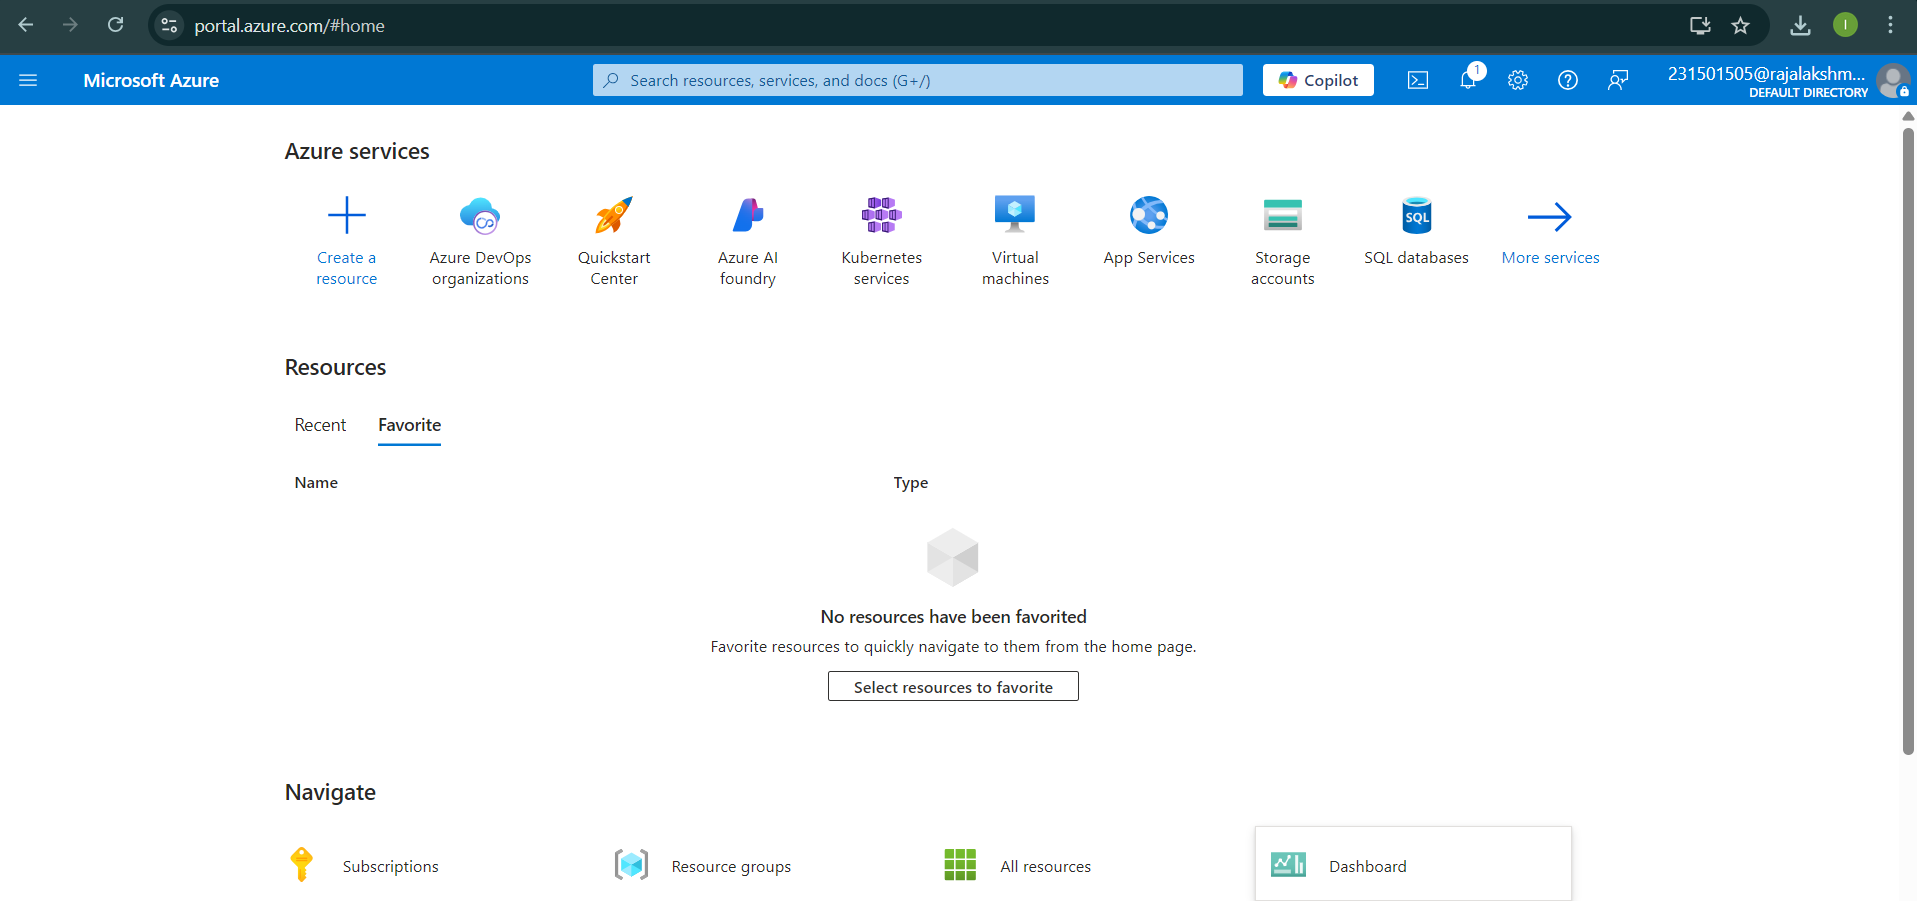 portal.azure.com/#home
I
Microsoft Azure
Search resources, services, and docs (G+/)
Copilot
1
231501505@rajalakshm...
DEFAULT DIRECTORY
Azure services
Create a
resource
Azure DevOps
organizations
Quickstart
Center
Azure AI
foundry
Kubernetes
services
Virtual
machines
App Services
Storage
accounts
SQL
SQL databases
More services
Resources
Recent
Favorite
Name
Type
No resources have been favorited
Favorite resources to quickly navigate to them from the home page.
Select resources to favorite
Navigate
Subscriptions
Resource groups
All resources
Dashboard